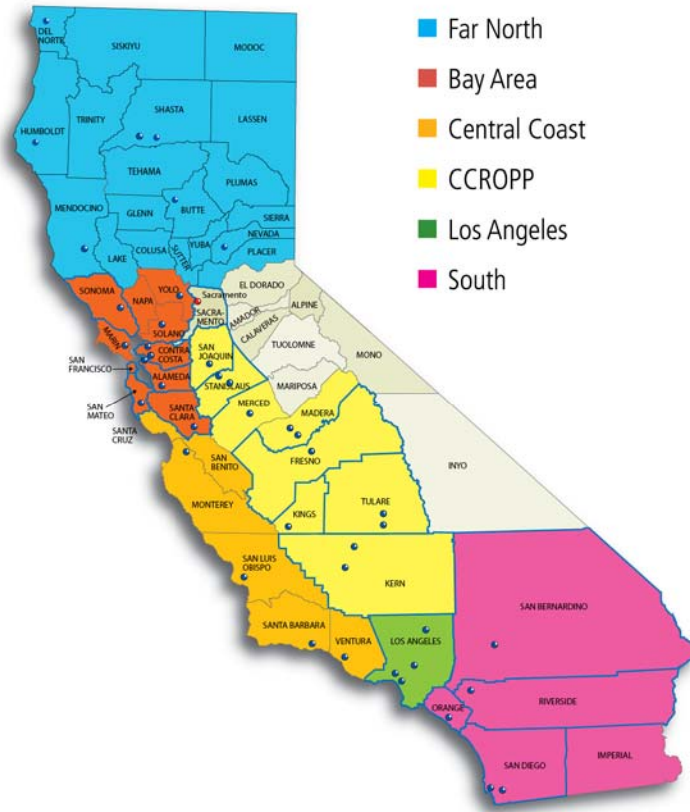 Far North
Bay Area
Central Coast
CCROPP
Los Angeles
South
DEL
NORTE
SISKIYU
MODOC
HUMBOLDT
TRINITY
SHASTA
LASSEN
TEHAMA
PLUMAS
MENDOCINO
GLENN
BUTTE
SIERRA
LAKE
COLUSA
SUTTER
YUBA
NEVADA
PLACER
SONOMA
NAPA
YOLO
Sacramento
SACRA-
MENTO
EL DORADO
ALPINE
AMADOR
CALAVERAS
SOLANO
MARIN
CONTRA
COSTA
SAN
JOAQUIN
TUOLOMNE
MONO
SAN
FRANCISCO
ALAMEDA
STANISLAUS
MARIPOSA
SAN
MATEO
SANTA
CLARA
MERCED
MADERA
SANTA
CRUZ
SAN
BENITO
FRESNO
INYO
MONTEREY
KINGS
TULARE
SAN LUIS
OBISPO
KERN
SAN BERNARDINO
SANTA BARBARA
VENTURA
LOS ANGELES
ORANGE
RIVERSIDE
SAN DIEGO
IMPERIAL